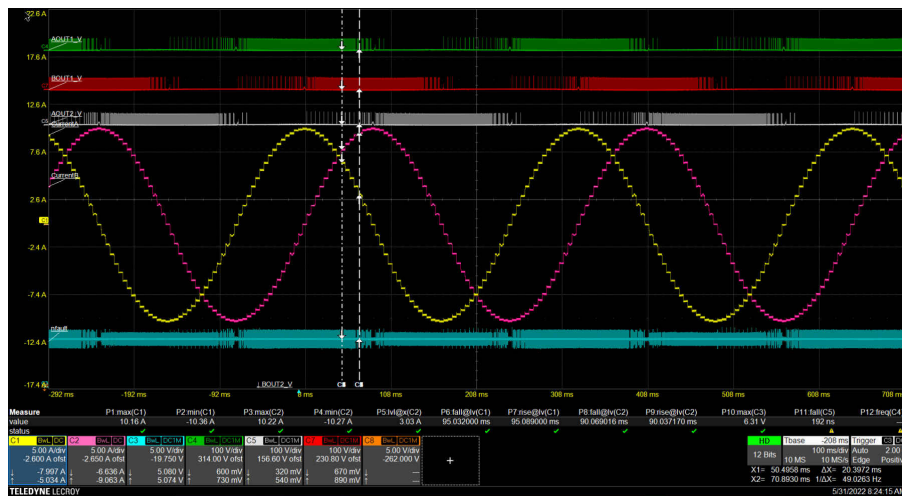 22.6 A
AOUT1_V
17.6 A
BOUT1_V
12.6 A
AOUT2_V
CurrentA
7.6 A
CurrentB
2.6 A
C1
-2.4 A
-7.4 A
nfault
-12.4 A
-17.4 A
BOUT2_V
-292 ms -192 ms -92 ms 8 ms 108 ms 208 ms 308 ms 408 ms 508 ms 608 ms 708 ms
Measure P1:max(C1) P2:min(C1) P3:max(C2) P4:min(C2) P5:lvl@x(C2) P6:fall@lv(C1) P7:rise@lv(C2) P8:fall@lv(C2) P9:rise@lv(C2) P10:max(C3) P11:fall(C5) P12:freq(C4)
value 10.16 A -10.36 A 10.22 A -10.27 A 3.03 A 95.032000 ms 95.089000 ms 90.069016 ms 90.037170 ms 6.31 V 192 ms
status
C1 BwL DC C2 BwL DC C3 BwL DC1M C4 BwL DC1M C5 BwL DC1M C7 BwL DC1M C8 BwL DC1M
5.00 A/div 5.00 A/div 5.00 V/div 100 V/div 100 V/div 100 V/div 5.00 V/div
-2.600 A ofst -2.650 A ofst -19.750 V 314.00 V ofst 156.60 V ofst 230.80 V ofst -262.000 V
-7.997 A -6.636 A 5.080 V 600 mV 320 mV 670 mV ---
-5.034 A -9.063 A 5.074 V 730 mV 540 mV 890 mV ---
+
HD
12 Bits
Tbase -208 ms
100 ms/div
10 MS 10 MS/s
Trigger C3 DC
Auto 2.00
Edge Positiv
X1= 50.4958 ms ΔX= 20.3972 ms
X2= 70.8930 ms 1/ΔX= 49.0263 Hz
TELEDYNE LECROY
5/31/2022 8:24:15 AM